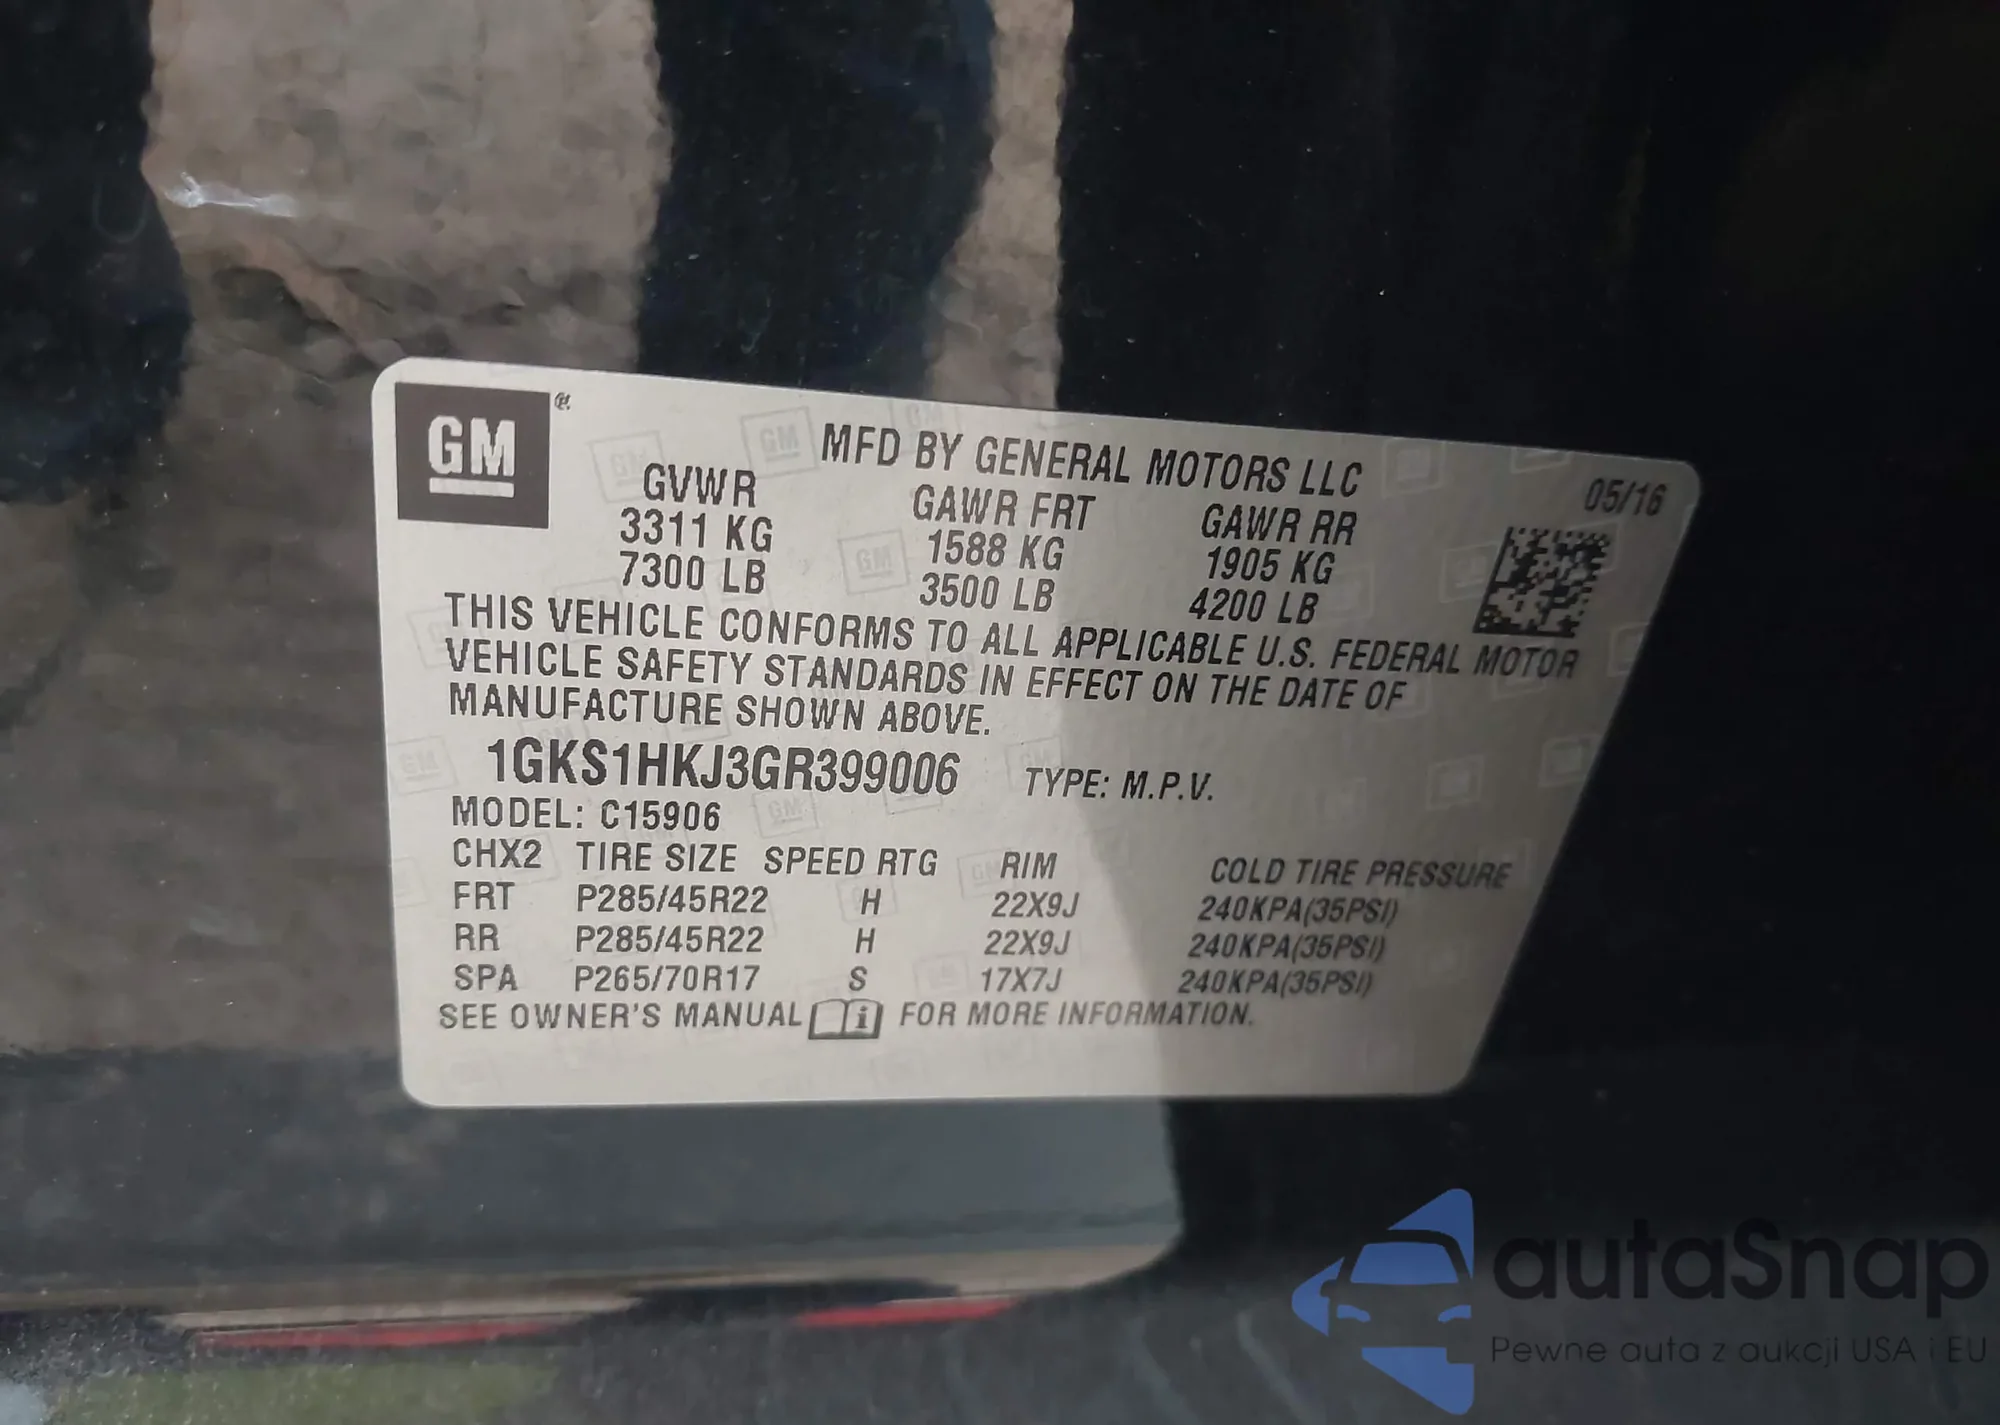 GM
MFD BY GENERAL MOTORS LLC
05/16
GVWR GAWR FRT GAWR RR
3311 KG 1588 KG 1905 KG
7300 LB 3500 LB 4200 LB
THIS VEHICLE CONFORMS TO ALL APPLICABLE U.S. FEDERAL MOTOR
VEHICLE SAFETY STANDARDS IN EFFECT ON THE DATE OF
MANUFACTURE SHOWN ABOVE.
1GKS1HKJ3GR399006 TYPE: M.P.V.
MODEL: C15906
CHX2 TIRE SIZE SPEED RTG RIM COLD TIRE PRESSURE
FRT P285/45R22 H 22X9J 240KPA(35PSI)
RR P285/45R22 H 22X9J 240KPA(35PSI)
SPA P265/70R17 S 17X7J 240KPA(35PSI)
SEE OWNER'S MANUAL i FOR MORE INFORMATION.
autaSnap
Pewne auta z aukcji USA i EU